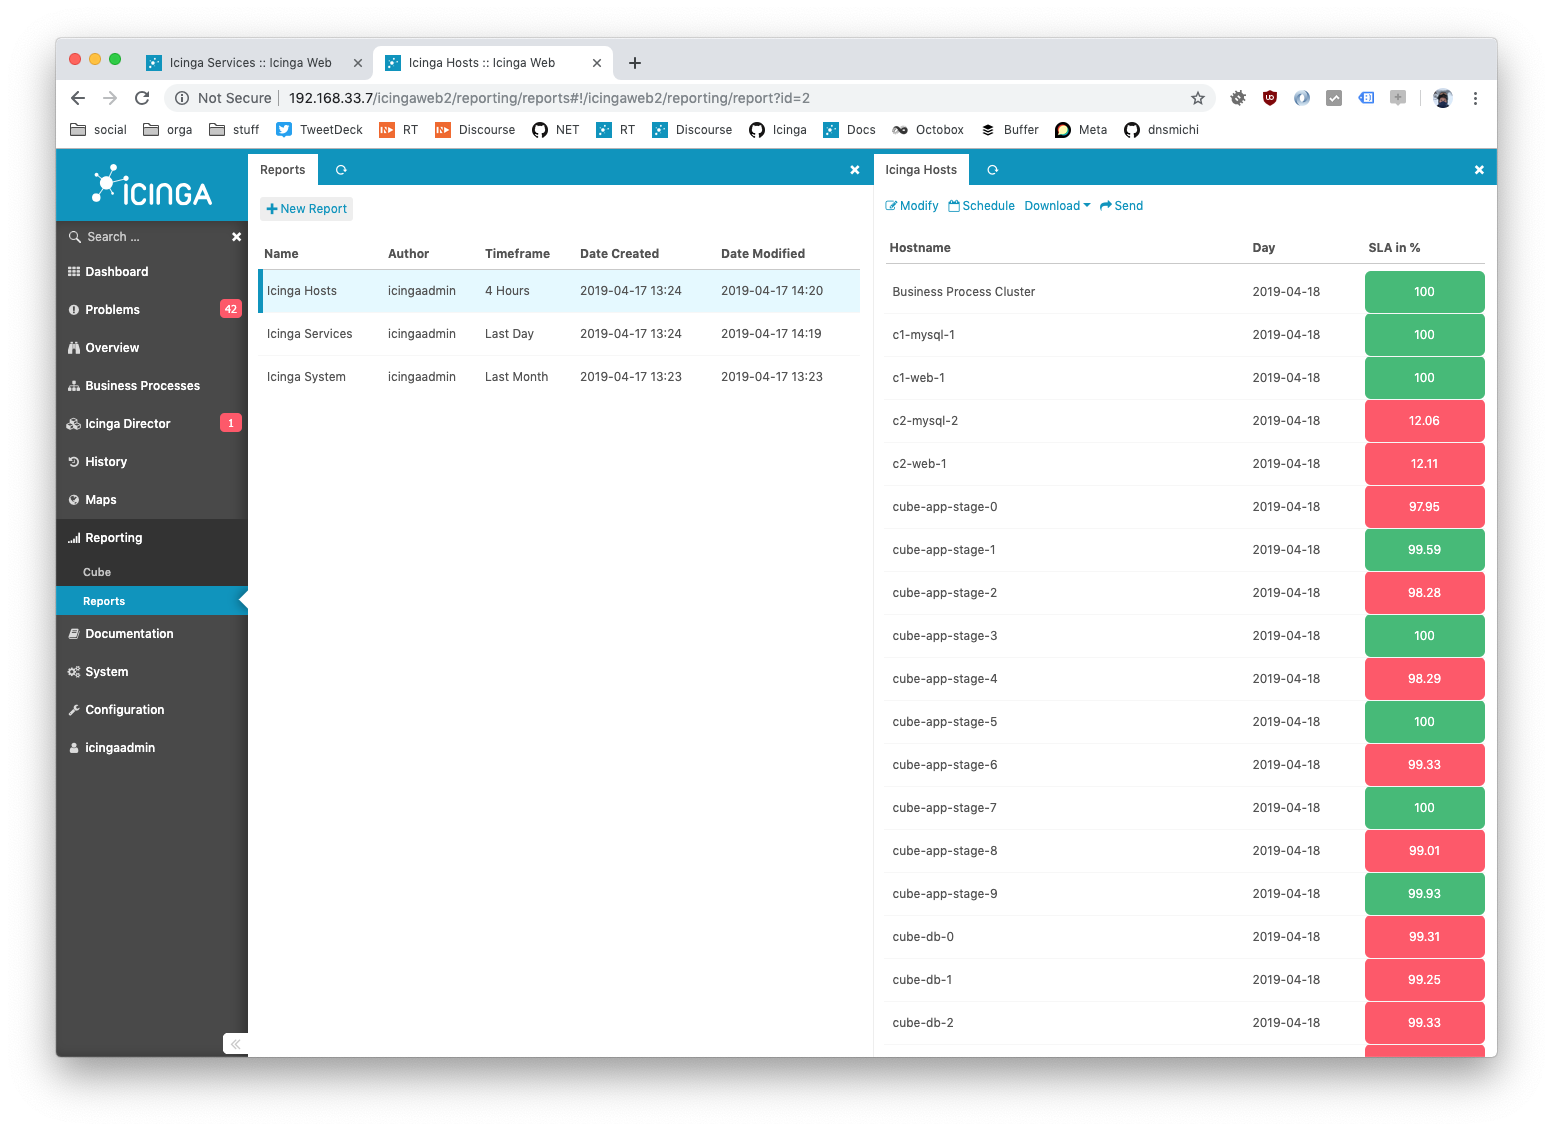 Icinga Services :: Icinga Web
Icinga Hosts :: Icinga Web
Not Secure 192.168.33.7/icingaweb2/reporting/reports#!/icingaweb2/reporting/report?id=2
social orga stuff TweetDeck RT Discourse NET RT Discourse Icinga Docs Octobox Buffer Meta dnsmichi
ICINGA
Search ...
Dashboard
Problems 42
Overview
Business Processes
Icinga Director 1
History
Maps
Reporting
Cube
Reports
Documentation
System
Configuration
icingaadmin
Reports
New Report
Name Author Timeframe Date Created Date Modified
Icinga Hosts icingaadmin 4 Hours 2019-04-17 13:24 2019-04-17 14:20
Icinga Services icingaadmin Last Day 2019-04-17 13:24 2019-04-17 14:19
Icinga System icingaadmin Last Month 2019-04-17 13:23 2019-04-17 13:23
Icinga Hosts
Modify Schedule Download Send
Hostname Day SLA in %
Business Process Cluster 2019-04-18 100
c1-mysql-1 2019-04-18 100
c1-web-1 2019-04-18 100
c2-mysql-2 2019-04-18 12.06
c2-web-1 2019-04-18 12.11
cube-app-stage-0 2019-04-18 97.95
cube-app-stage-1 2019-04-18 99.59
cube-app-stage-2 2019-04-18 98.28
cube-app-stage-3 2019-04-18 100
cube-app-stage-4 2019-04-18 98.29
cube-app-stage-5 2019-04-18 100
cube-app-stage-6 2019-04-18 99.33
cube-app-stage-7 2019-04-18 100
cube-app-stage-8 2019-04-18 99.01
cube-app-stage-9 2019-04-18 99.93
cube-db-0 2019-04-18 99.31
cube-db-1 2019-04-18 99.25
cube-db-2 2019-04-18 99.33